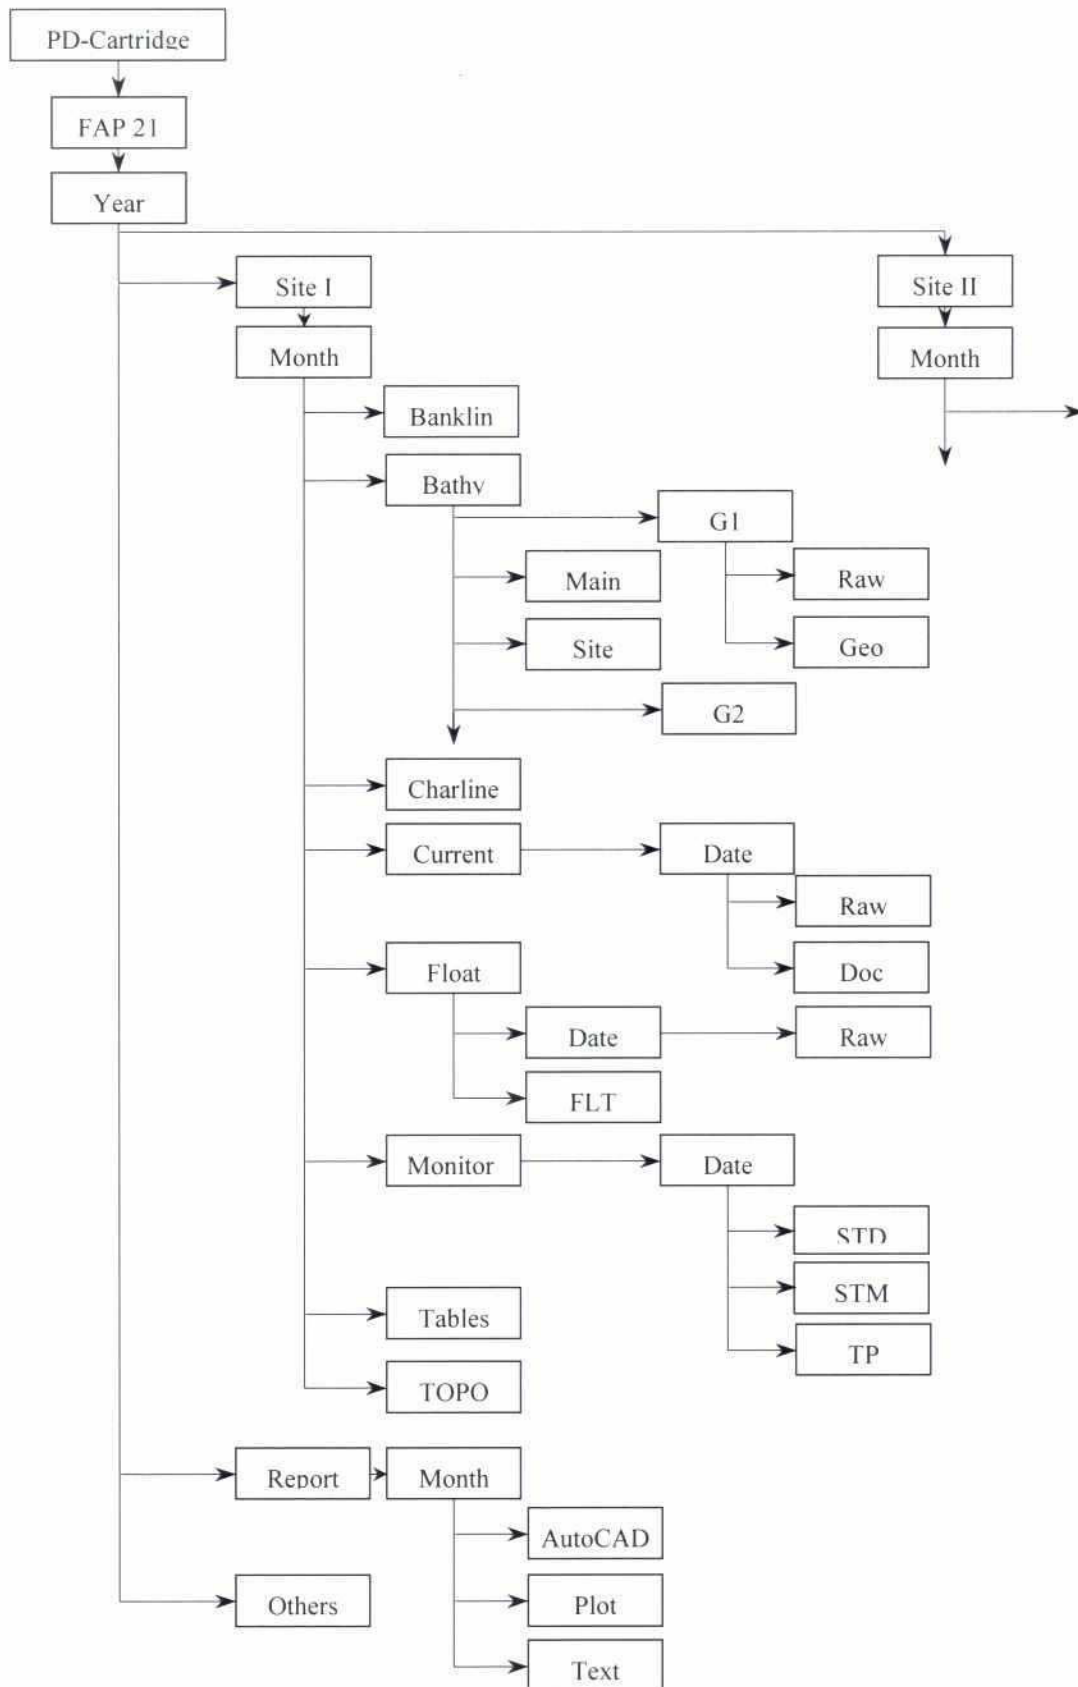 PD-Cartridge
FAP 21
Year
Site I
Site II
Month
Month
Banklin
Bathy
G1
Main
Raw
Site
Geo
G2
Charline
Current
Date
Raw
Float
Doc
Date
Raw
FLT
Monitor
Date
STD
STM
Tables
TP
TOPO
Report
Month
AutoCAD
Others
Plot
Text